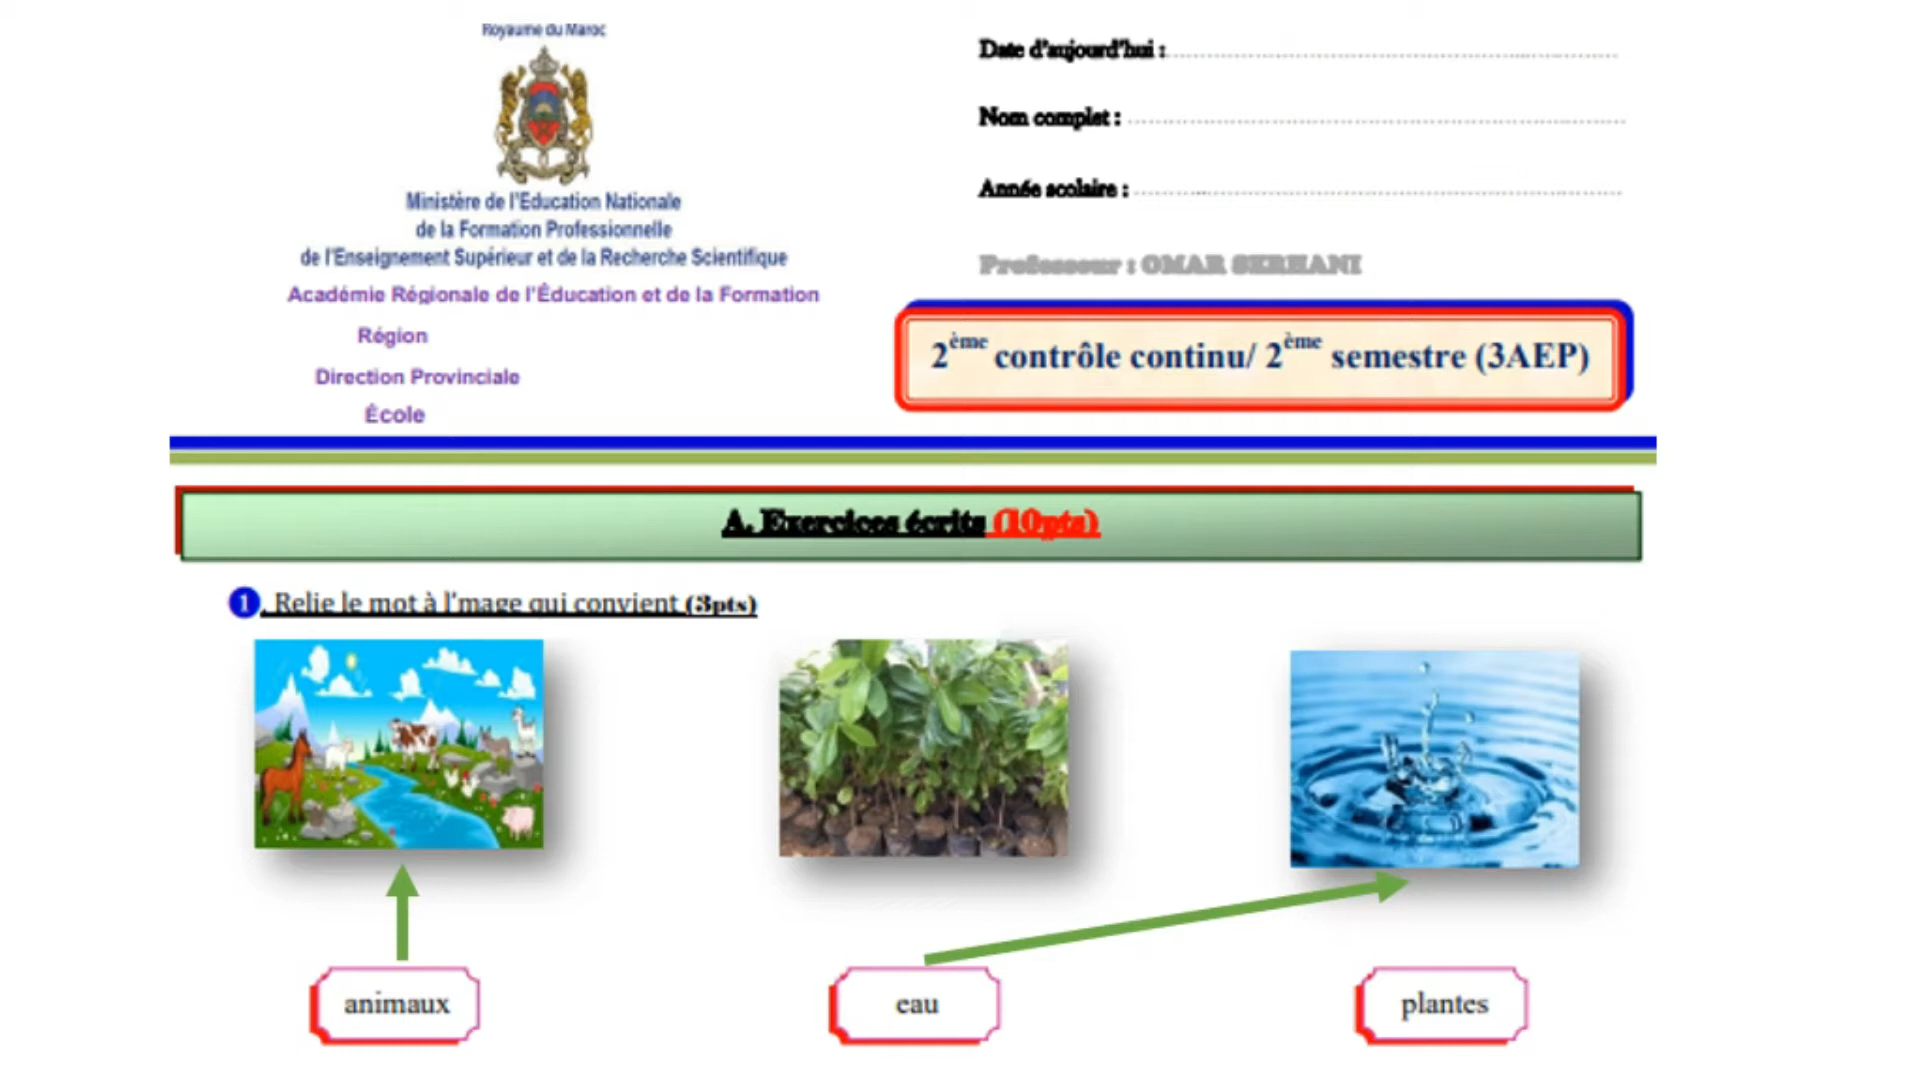 Royaume du Maroc
Ministère de l'Education Nationale
de la Formation Professionnelle
de l'Enseignement Supérieur et de la Recherche Scientifique
Académie Régionale de l'Éducation et de la Formation
Région
Direction Provinciale
École
Date d'aujourd'hui :
Nom complet :
Année scolaire :
Professeur : OMAR SERHANI
2ème contrôle continu/ 2ème semestre (3AEP)
A. Exercices écrits (10pts)
1. Relie le mot à l'mage qui convient (3pts)
animaux
eau
plantes